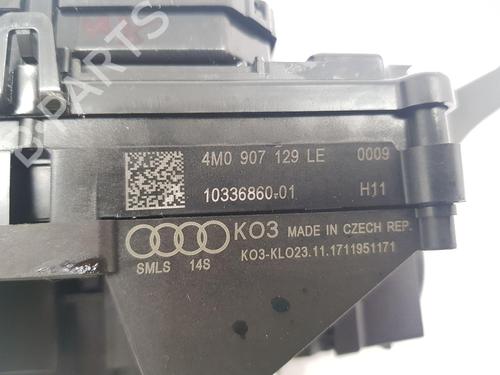 B-PARTS
4M0 907 129 LE 0009
10336860-01 H11
KO3 MADE IN CZECH REP.
SMLS 14S KO3-KLO23.11.1711951171